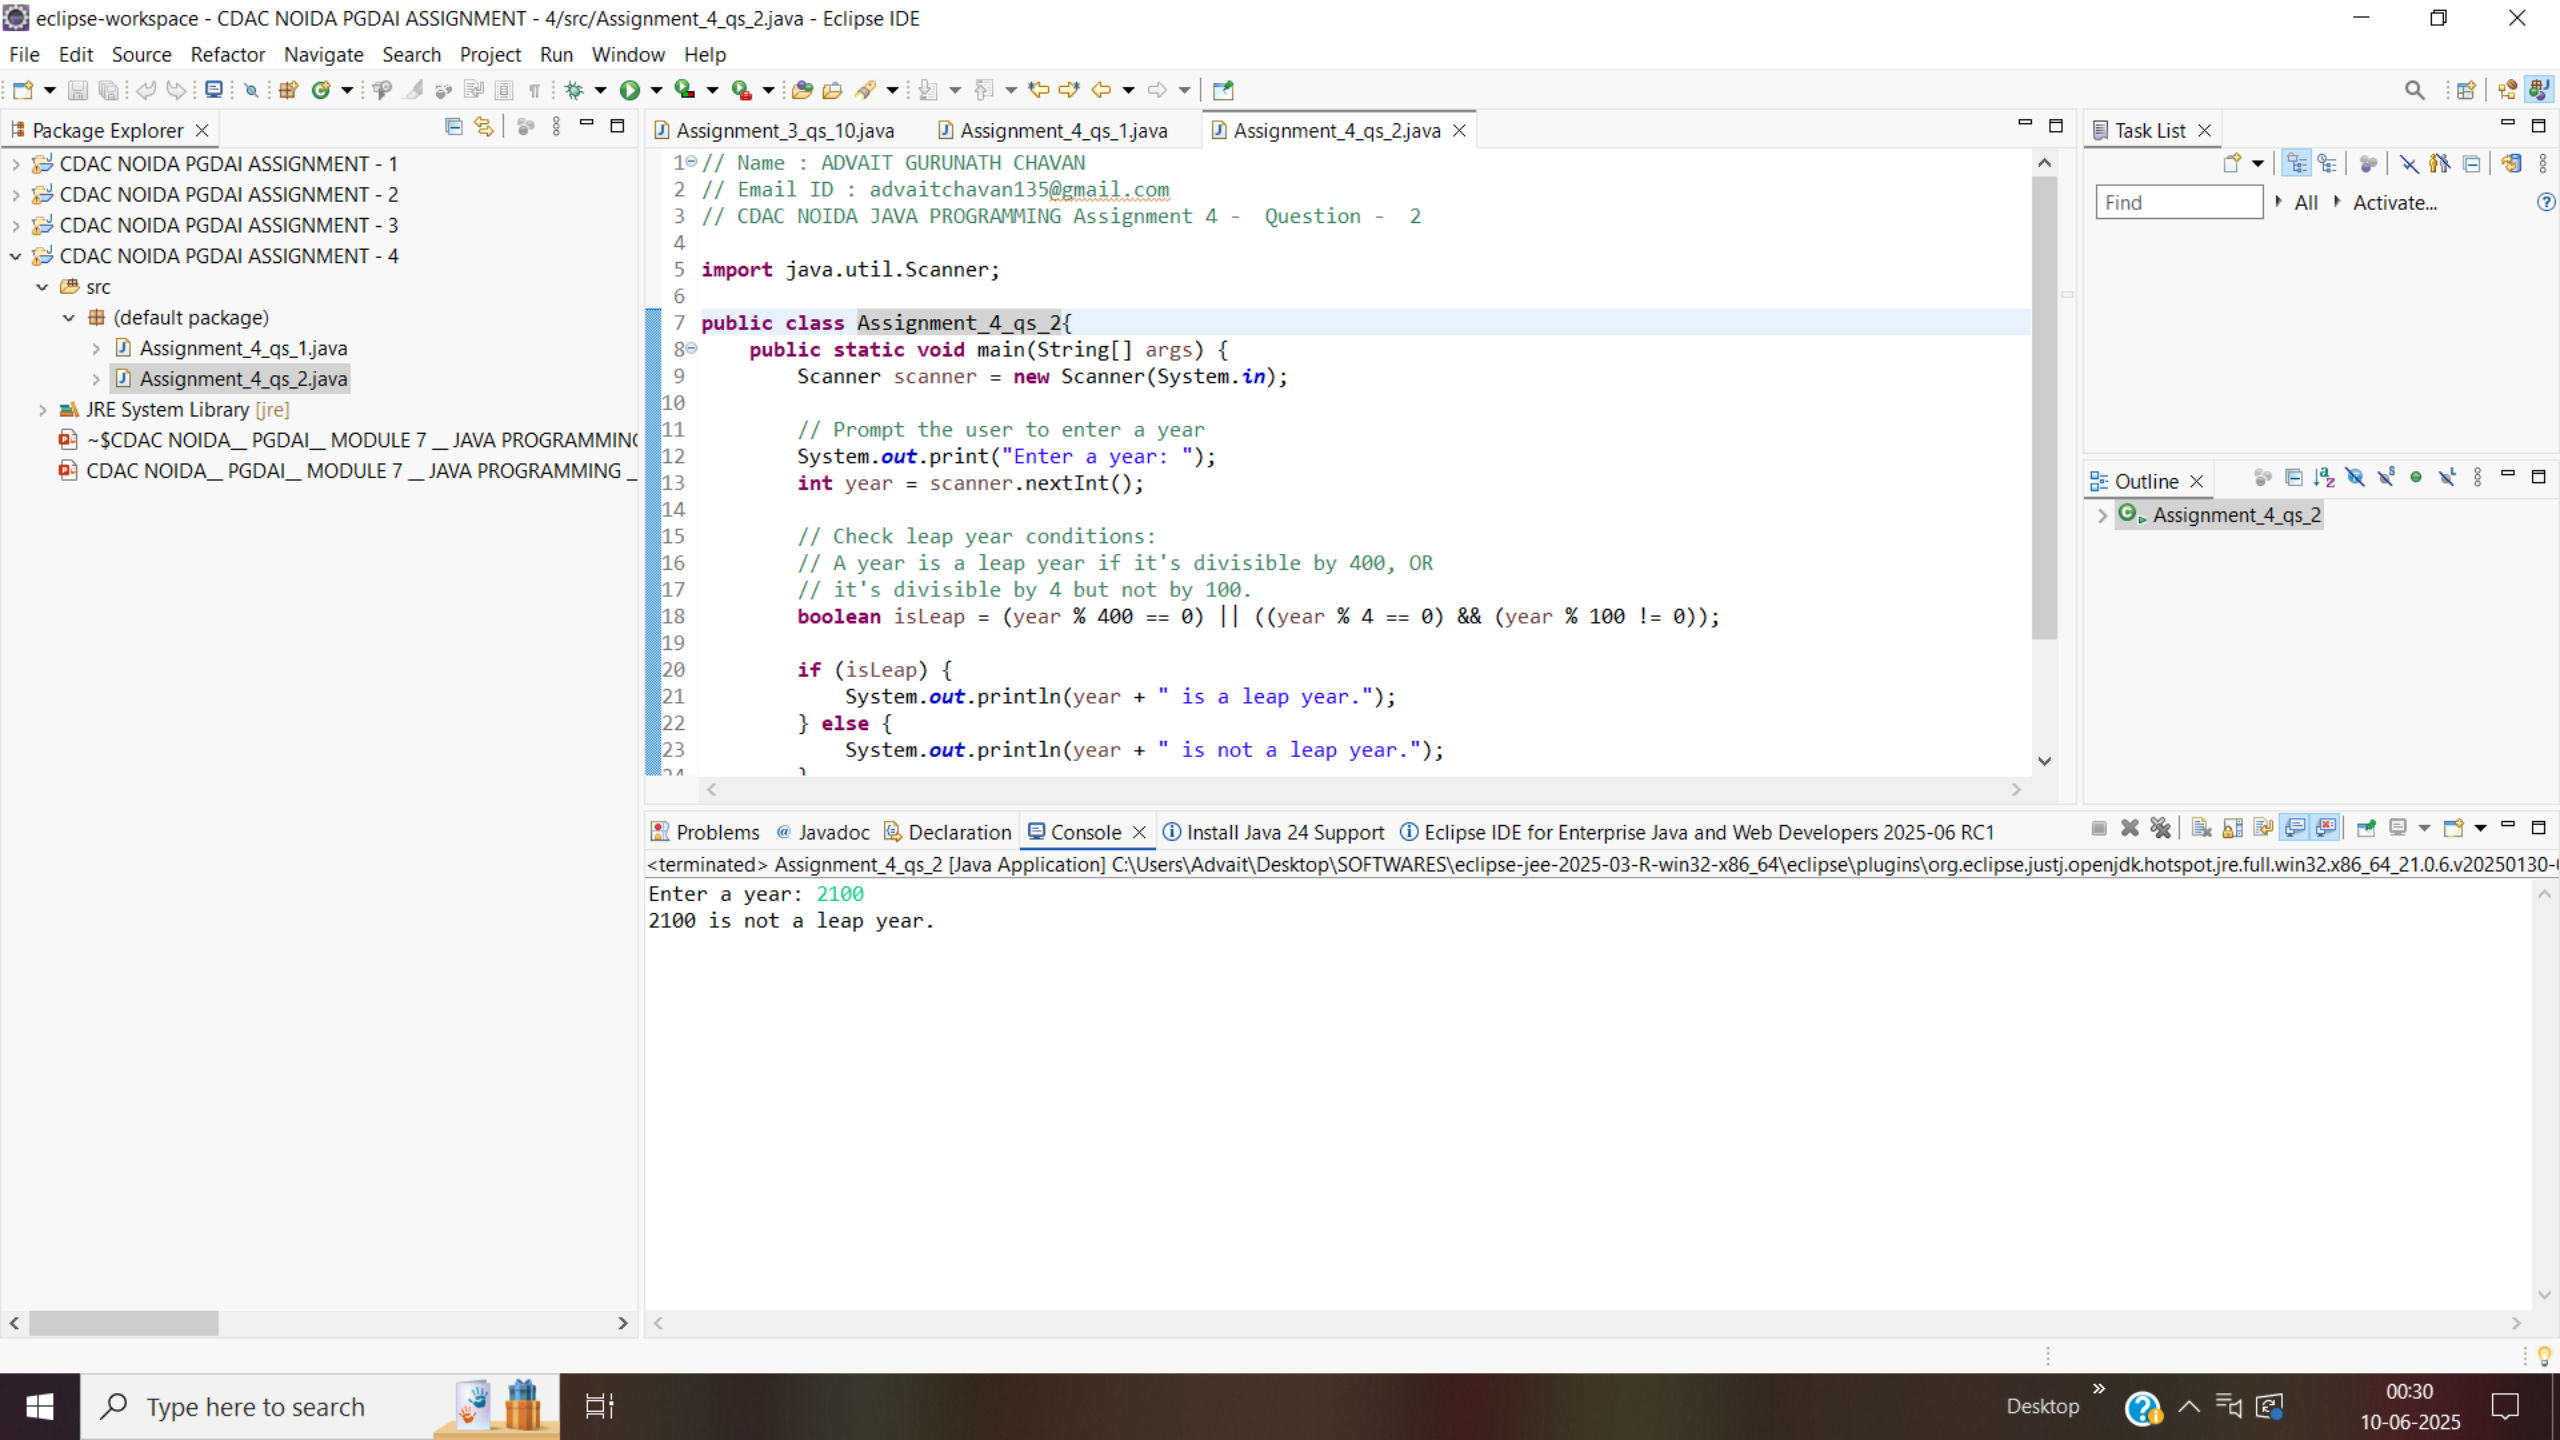 eclipse-workspace - CDAC NOIDA PGDAI ASSIGNMENT - 4/src/Assignment_4_qs_2.java - Eclipse IDE
File Edit Source Refactor Navigate Search Project Run Window Help
Package Explorer
CDAC NOIDA PGDAI ASSIGNMENT - 1
CDAC NOIDA PGDAI ASSIGNMENT - 2
CDAC NOIDA PGDAI ASSIGNMENT - 3
CDAC NOIDA PGDAI ASSIGNMENT - 4
src
(default package)
Assignment_4_qs_1.java
Assignment_4_qs_2.java
JRE System Library [jre]
~$CDAC NOIDA__ PGDAI__ MODULE 7 __ JAVA PROGRAMMING
CDAC NOIDA__ PGDAI__ MODULE 7 __ JAVA PROGRAMMING _
Assignment_3_qs_10.java Assignment_4_qs_1.java Assignment_4_qs_2.java
1 // Name : ADVAIT GURUNATH CHAVAN
2 // Email ID : advaitchavan135@gmail.com
3 // CDAC NOIDA JAVA PROGRAMMING Assignment 4 -  Question -  2
4
5 import java.util.Scanner;
6
7 public class Assignment_4_qs_2{
8     public static void main(String[] args) {
9         Scanner scanner = new Scanner(System.in);
10
11         // Prompt the user to enter a year
12         System.out.print("Enter a year: ");
13         int year = scanner.nextInt();
14
15         // Check leap year conditions:
16         // A year is a leap year if it's divisible by 400, OR
17         // it's divisible by 4 but not by 100.
18         boolean isLeap = (year % 400 == 0) || ((year % 4 == 0) && (year % 100 != 0));
19
20         if (isLeap) {
21             System.out.println(year + " is a leap year.");
22         } else {
23             System.out.println(year + " is not a leap year.");
24         }
Task List
Find All Activate...
Outline
Assignment_4_qs_2
Problems Javadoc Declaration Console Install Java 24 Support Eclipse IDE for Enterprise Java and Web Developers 2025-06 RC1
<terminated> Assignment_4_qs_2 [Java Application] C:\Users\Advait\Desktop\SOFTWARES\eclipse-jee-2025-03-R-win32-x86_64\eclipse\plugins\org.eclipse.justj.openjdk.hotspot.jre.full.win32.x86_64_21.0.6.v20250130-
Enter a year: 2100
2100 is not a leap year.
Type here to search
Desktop
00:30
10-06-2025